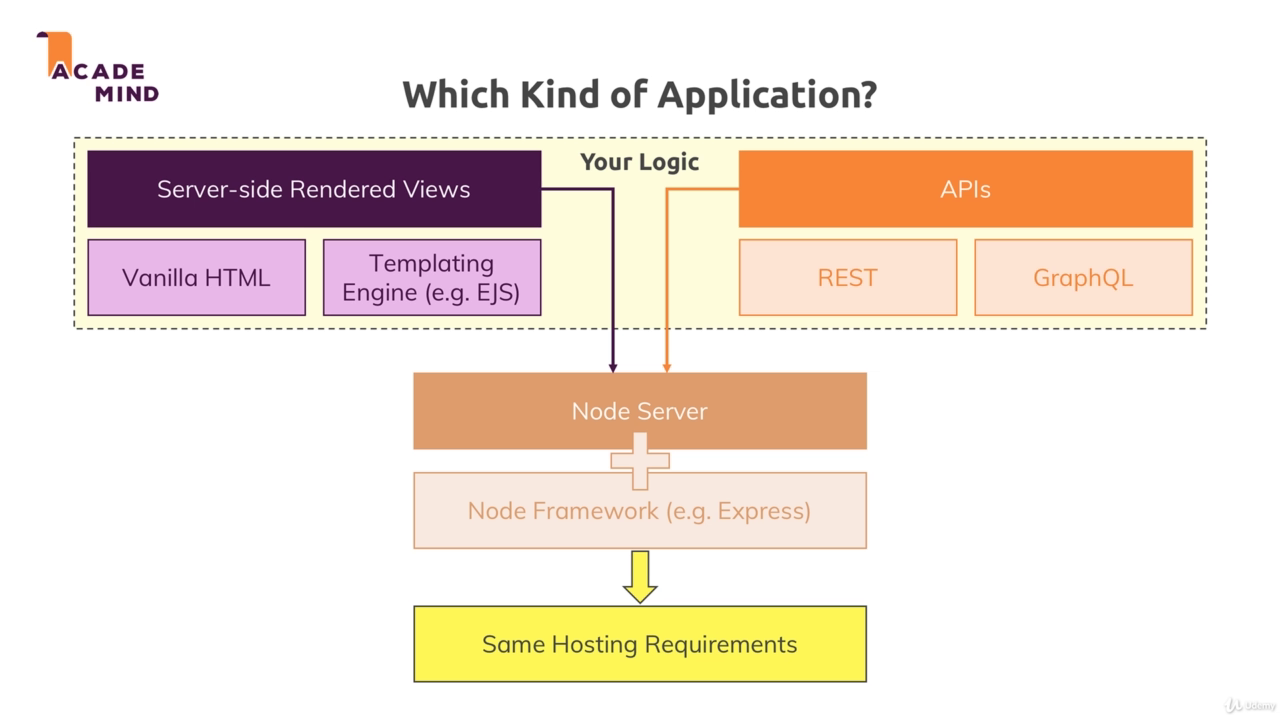 ACADE
MIND
Which Kind of Application?
Your Logic
Server-side Rendered Views
APIs
Vanilla HTML
Templating
Engine (e.g. EJS)
REST
GraphQL
Node Server
Node Framework (e.g. Express)
Same Hosting Requirements
Udemy